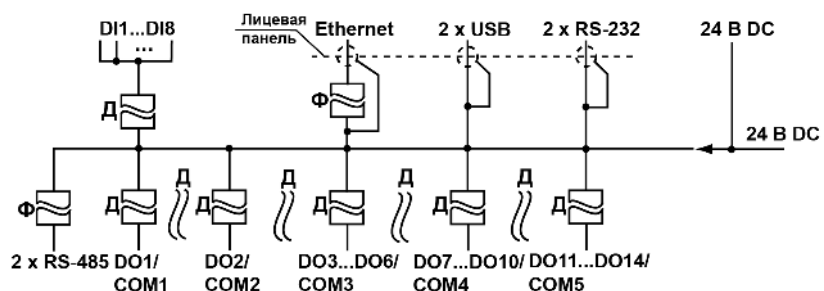 DI1...DI8
...
Лицевая
панель
Ethernet
2 x USB
2 x RS-232
24 В DC
Д
Ф
24 В DC
Д
Д
Д
Ф
Д
Д
Д
Д
Д
2 x RS-485
DO1/
COM1
DO2/
COM2
DO3...DO6/
COM3
DO7...DO10/
COM4
DO11...DO14/
COM5